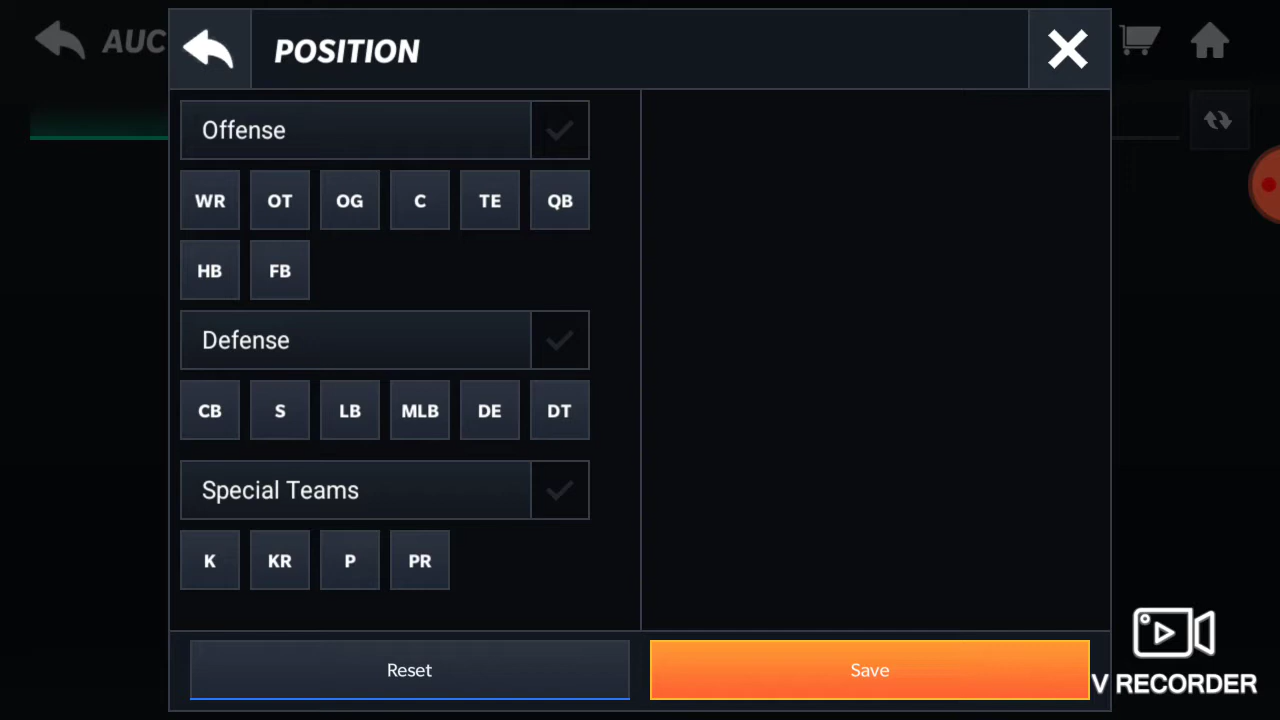 AUC
POSITION
Offense
WR OT OG C TE QB
HB FB
Defense
CB S LB MLB DE DT
Special Teams
K KR P PR
Reset Save
V RECORDER